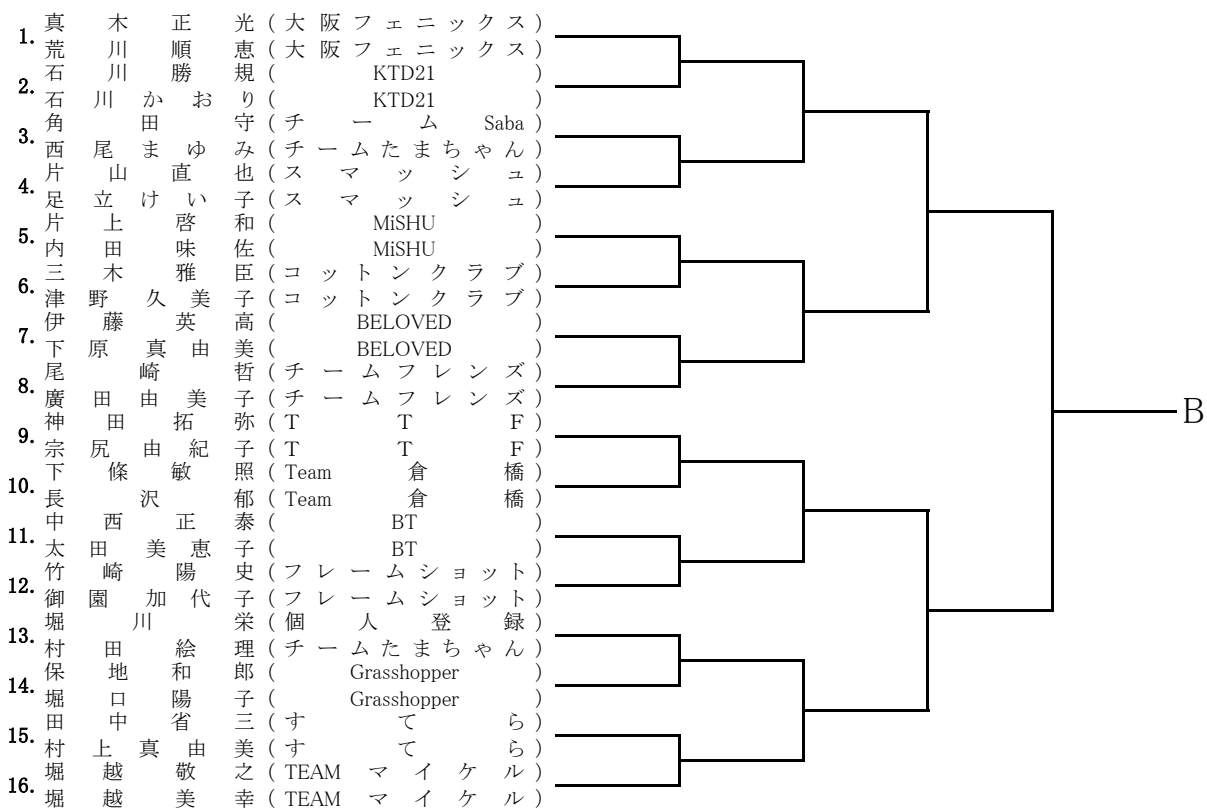 真木正光(大阪フェニックス)
1.
荒川順恵(大阪フェニックス)
石川勝規(KTD21)
2.
石川かおり(KTD21)
角田守(チームSaba)
3.
西尾まゆみ(チームたまちゃん)
片山直也(スマッシュ)
4.
足立けい子(スマッシュ)
片上啓和(MiSHU)
5.
内田味佐(MiSHU)
三木雅臣(コットンクラブ)
6.
津野久美子(コットンクラブ)
伊藤英高(BELOVED)
7.
下原真由美(BELOVED)
尾崎哲(チームフレンズ)
8.
廣田由美子(チームフレンズ)
神田拓弥(TTF)
9.
宗尻由紀子(TTF)
下條敏照(Team倉橋)
10.
長沢郁(Team倉橋)
中西正泰(BT)
11.
太田美恵子(BT)
竹崎陽史(フレームショット)
12.
御園加代子(フレームショット)
堀川栄(個人登録)
13.
村田絵理(チームたまちゃん)
保地和郎(Grasshopper)
14.
堀口陽子(Grasshopper)
田中省三(すてら)
15.
村上真由美(すてら)
堀越敬之(TEAMマイケル)
16.
堀越美幸(TEAMマイケル)
B